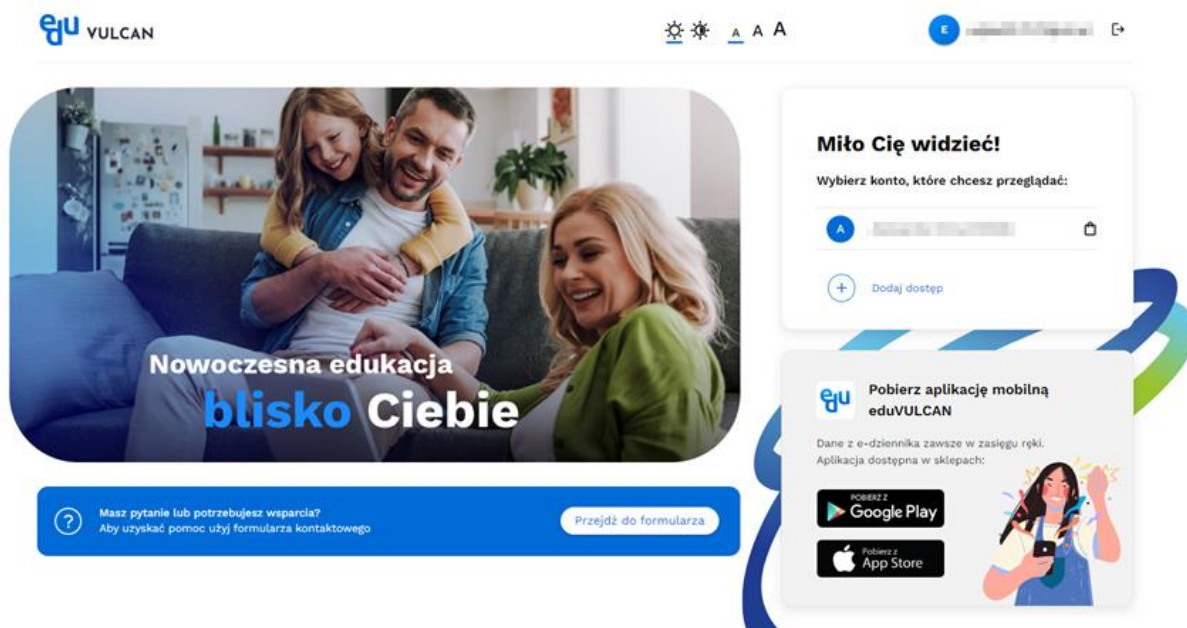 edu VULCAN
A A A
E
Nowoczesna edukacja
blisko Ciebie
Masz pytanie lub potrzebujesz wsparcia?
Aby uzyskać pomoc użyj formularza kontaktowego
Przejdź do formularza
Miło Cię widzieć!
Wybierz konto, które chcesz przeglądać:
A
Dodaj dostęp
edu
Pobierz aplikację mobilną
eduVULCAN
Dane z e-dziennika zawsze w zasięgu ręki.
Aplikacja dostępna w sklepach:
POBIERZ Z
Google Play
Pobierz z
App Store